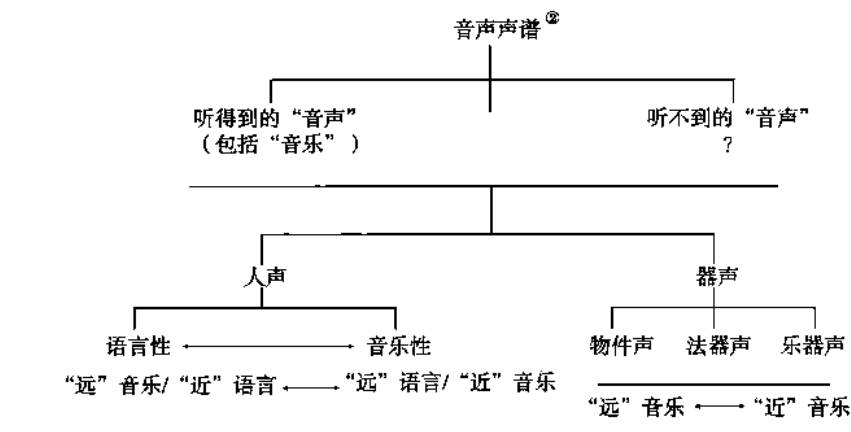 音声声谱②
听得到的“音声” 听不到的“音声”
（包括“音乐”） ？
人声 器声
语言性 音乐性 物件声 法器声 乐器声
“远”音乐/“近”语言 “远”语言/“近”音乐
“远”音乐 “近”音乐